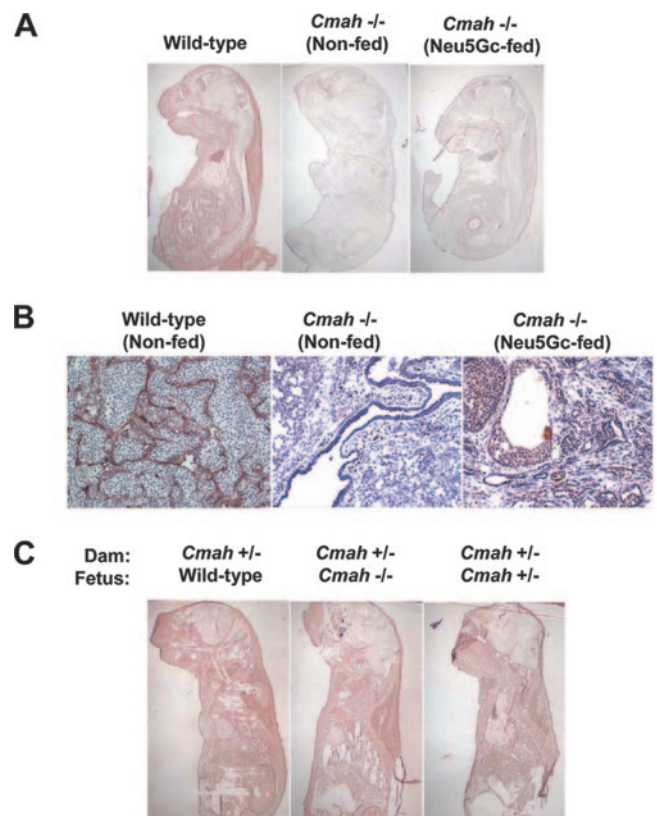 A
Wild-type
Cmah -/-
(Non-fed)
Cmah -/-
(Neu5Gc-fed)
B
Wild-type
(Non-fed)
Cmah -/-
(Non-fed)
Cmah -/-
(Neu5Gc-fed)
C
Dam: Cmah +/- Cmah +/- Cmah +/-
Fetus: Wild-type Cmah -/- Cmah +/-